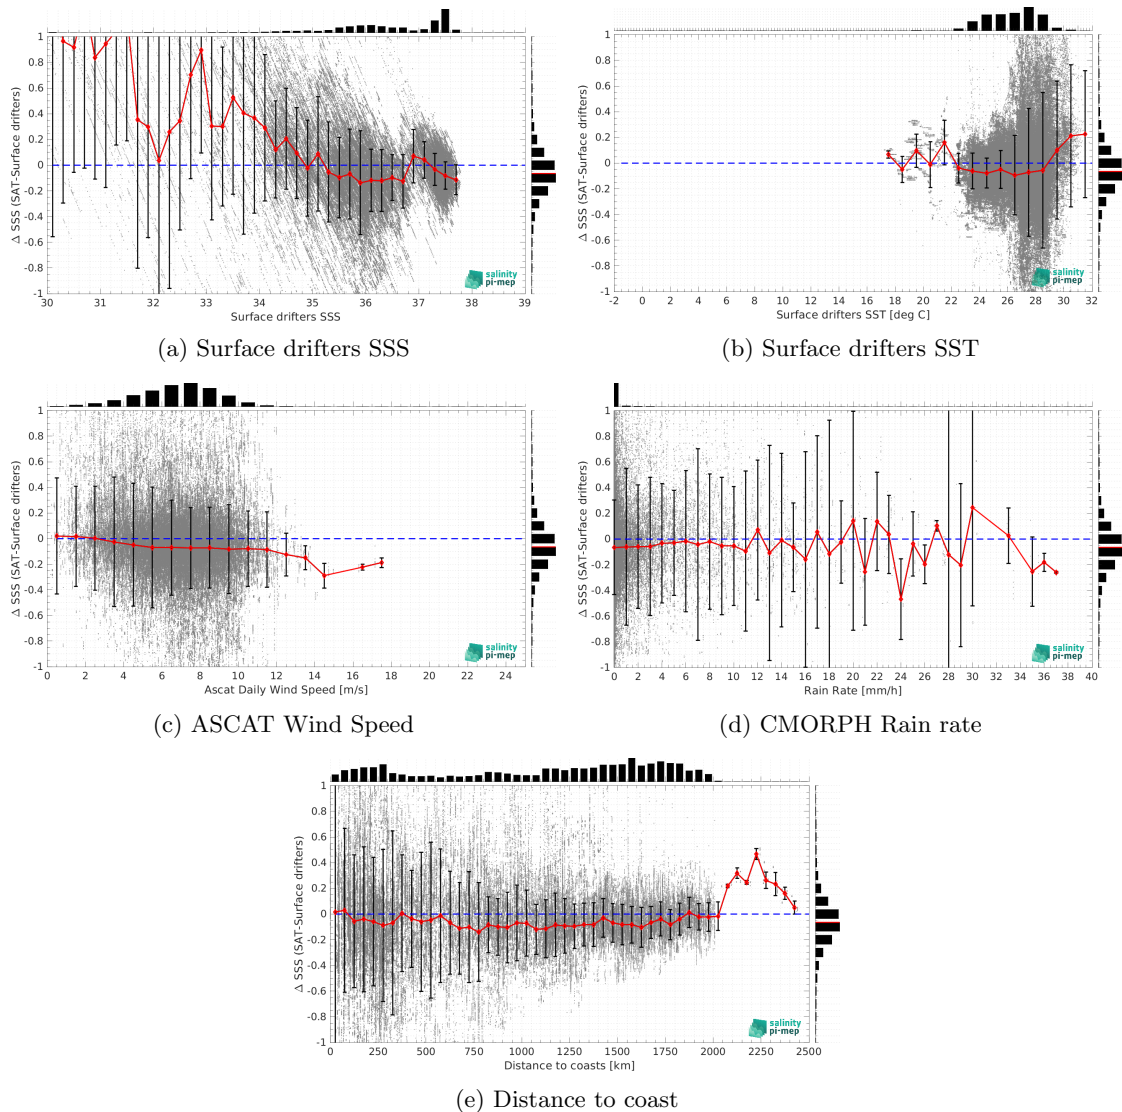 Δ SSS (SAT-Surface drifters)
1
0.8
0.6
0.4
0.2
0
-0.2
-0.4
-0.6
-0.8
-1
30 31 32 33 34 35 36 37 38 39
Surface drifters SSS
salinity
pi-mep
(a) Surface drifters SSS
Δ SSS (SAT-Surface drifters)
1
0.8
0.6
0.4
0.2
0
-0.2
-0.4
-0.6
-0.8
-1
-2 0 2 4 6 8 10 12 14 16 18 20 22 24 26 28 30 32
Surface drifters SST [deg C]
salinity
pi-mep
(b) Surface drifters SST
Δ SSS (SAT-Surface drifters)
1
0.8
0.6
0.4
0.2
0
-0.2
-0.4
-0.6
-0.8
-1
0 2 4 6 8 10 12 14 16 18 20 22 24
Ascat Daily Wind Speed [m/s]
salinity
pi-mep
(c) ASCAT Wind Speed
Δ SSS (SAT-Surface drifters)
1
0.8
0.6
0.4
0.2
0
-0.2
-0.4
-0.6
-0.8
-1
0 2 4 6 8 10 12 14 16 18 20 22 24 26 28 30 32 34 36 38 40
Rain Rate [mm/h]
salinity
pi-mep
(d) CMORPH Rain rate
Δ SSS (SAT-Surface drifters)
1
0.8
0.6
0.4
0.2
0
-0.2
-0.4
-0.6
-0.8
-1
0 250 500 750 1000 1250 1500 1750 2000 2250 2500
Distance to coasts [km]
salinity
pi-mep
(e) Distance to coast